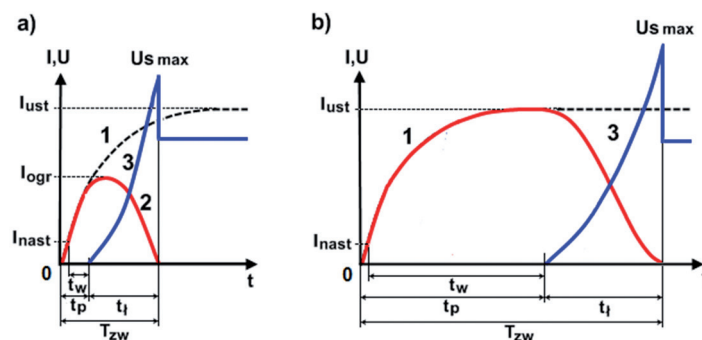 a)
I,U
Us max
Iust
1
3
Iogr
2
Inast
0
t
tw
tp
tł
Tzw
b)
I,U
Us max
Iust
1
3
Inast
0
tw
tp
tł
Tzw